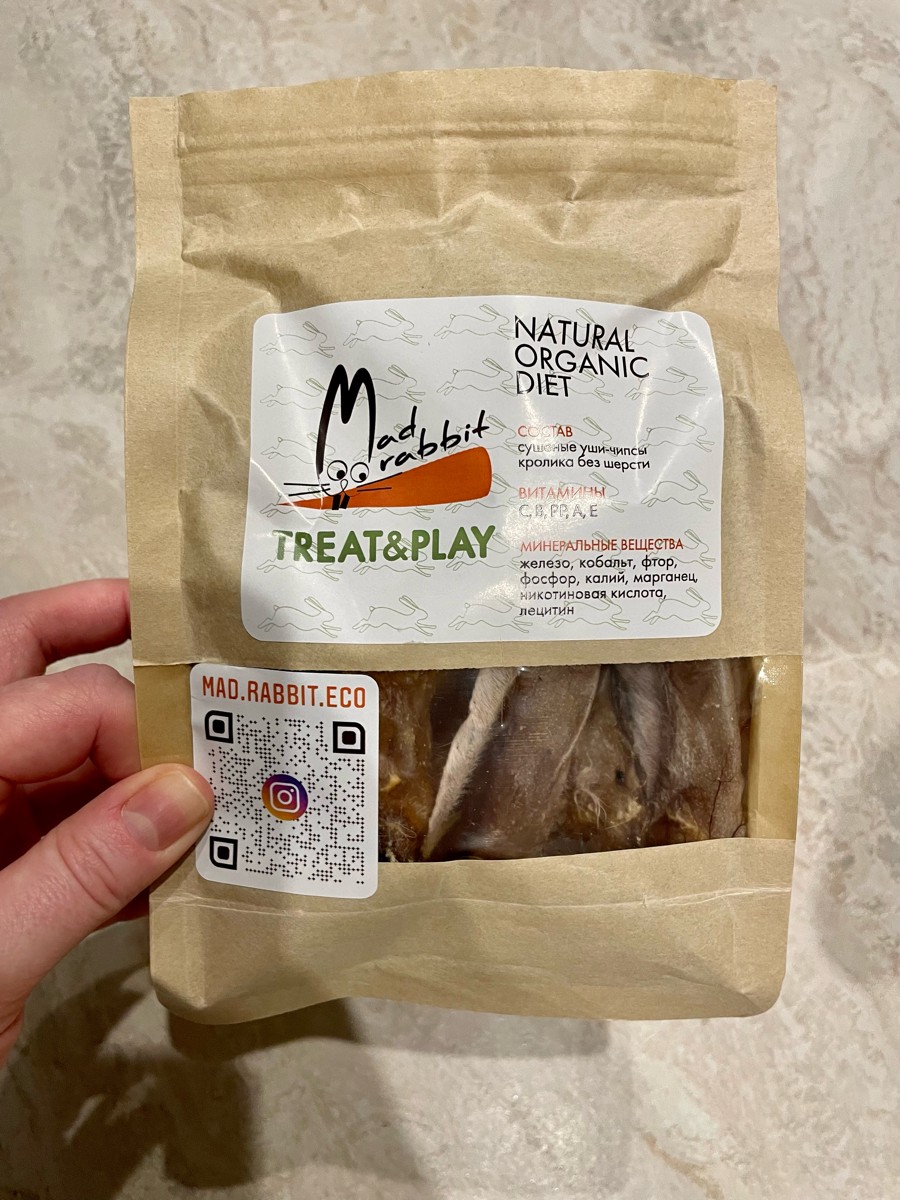 Mad
rabbit
TREAT&PLAY
NATURAL
ORGANIC
DIET
СОСТАВ
сушеные уши-чипсы
кролика без шерсти
ВИТАМИНЫ
C, B, PP, A, E
МИНЕРАЛЬНЫЕ ВЕЩЕСТВА
железо, кобальт, фтор,
фосфор, калий, марганец,
никотиновая кислота,
лецитин
MAD.RABBIT.ECO